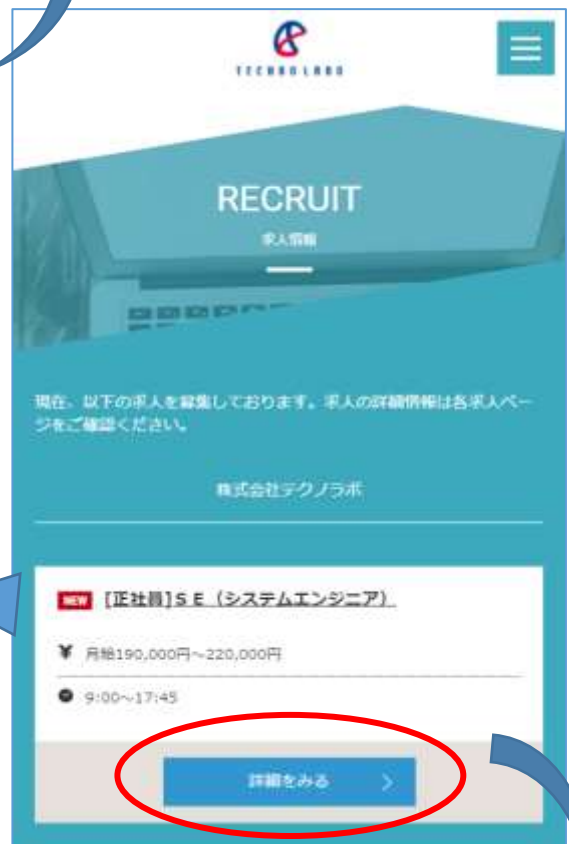 TECHNO LABO
RECRUIT
求人情報
現在、以下の求人を募集しております。求人の詳細情報は各求人ペー
ジをご確認ください。
株式会社テクノラボ
NEW [正社員]ＳＥ（システムエンジニア）
¥ 月給190,000円～220,000円
9:00～17:45
詳細をみる >